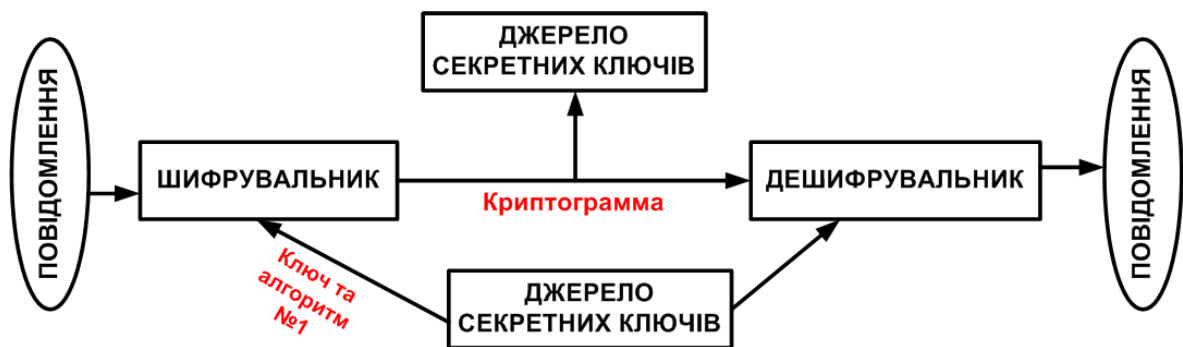 ДЖЕРЕЛО
СЕКРЕТНИХ КЛЮЧІВ
ПОВІДОМЛЕННЯ
ШИФРУВАЛЬНИК
Криптограмма
ДЕШИФРУВАЛЬНИК
ПОВІДОМЛЕННЯ
Ключ та
алгоритм
№1
ДЖЕРЕЛО
СЕКРЕТНИХ КЛЮЧІВ